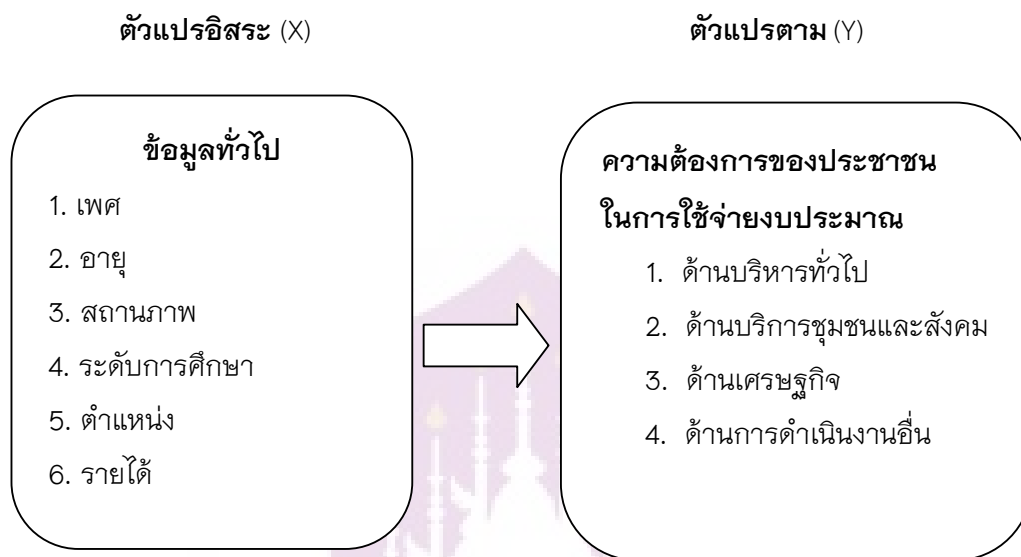 ตัวแปรอิสระ (X)
ตัวแปรตาม (Y)
ข้อมูลทั่วไป
1. เพศ
2. อายุ
3. สถานภาพ
4. ระดับการศึกษา
5. ตำแหน่ง
6. รายได้
ความต้องการของประชาชน
ในการใช้จ่ายงบประมาณ
1. ด้านบริหารทั่วไป
2. ด้านบริการชุมชนและสังคม
3. ด้านเศรษฐกิจ
4. ด้านการดำเนินงานอื่น